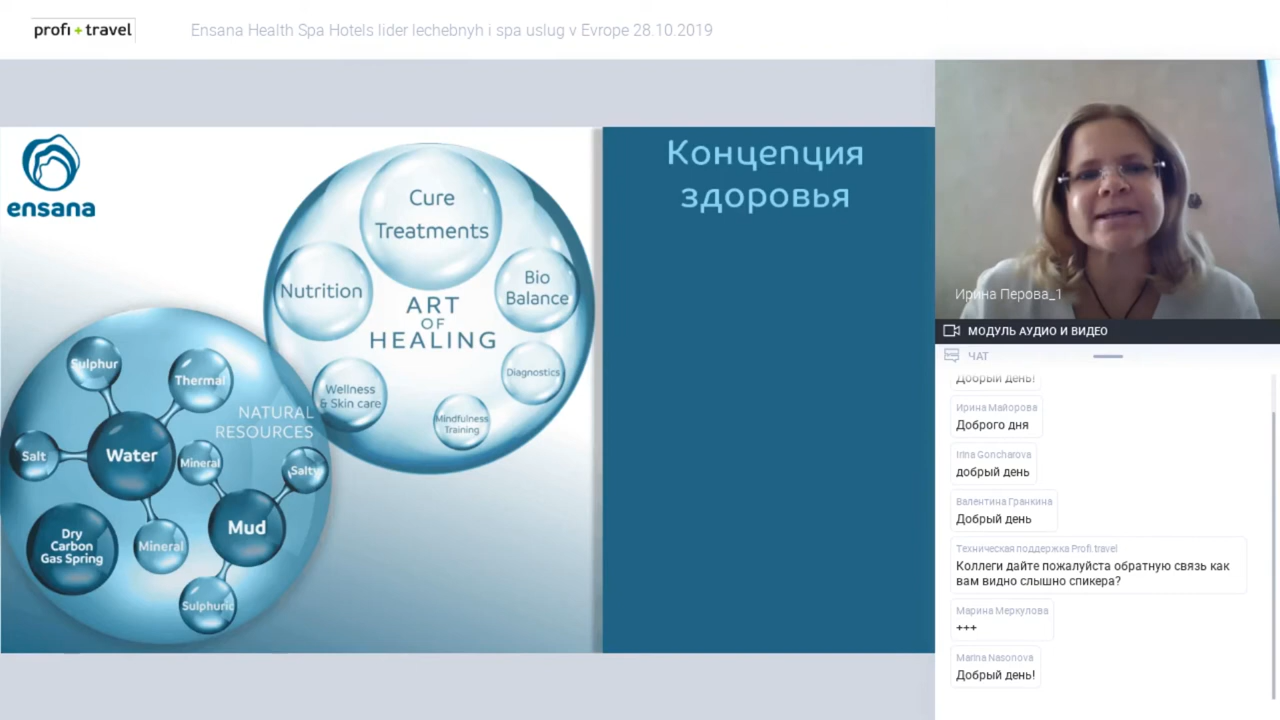 profi + travel
Ensana Health Spa Hotels lider lechebnyh i spa uslug v Evrope 28.10.2019
ensana
Cure
Treatments
Nutrition
Bio
Balance
ART
OF
HEALING
Diagnostics
Wellness
& Skin care
Mindfulness
Training
Sulphur
Thermal
NATURAL
RESOURCES
Salt
Water
Mineral
Salty
Mud
Dry
Carbon
Gas Spring
Mineral
Sulphuric
Концепция
здоровья
Ирина Перова_1
МОДУЛЬ АУДИО И ВИДЕО
ЧАТ
Добрый день!
Ирина Майорова
Доброго дня
Irina Goncharova
добрый день
Валентина Гранкина
Добрый день
Техническая поддержка Profi.travel
Коллеги дайте пожалуйста обратную связь как
вам видно слышно спикера?
Марина Меркулова
+++
Marina Nasonova
Добрый день!